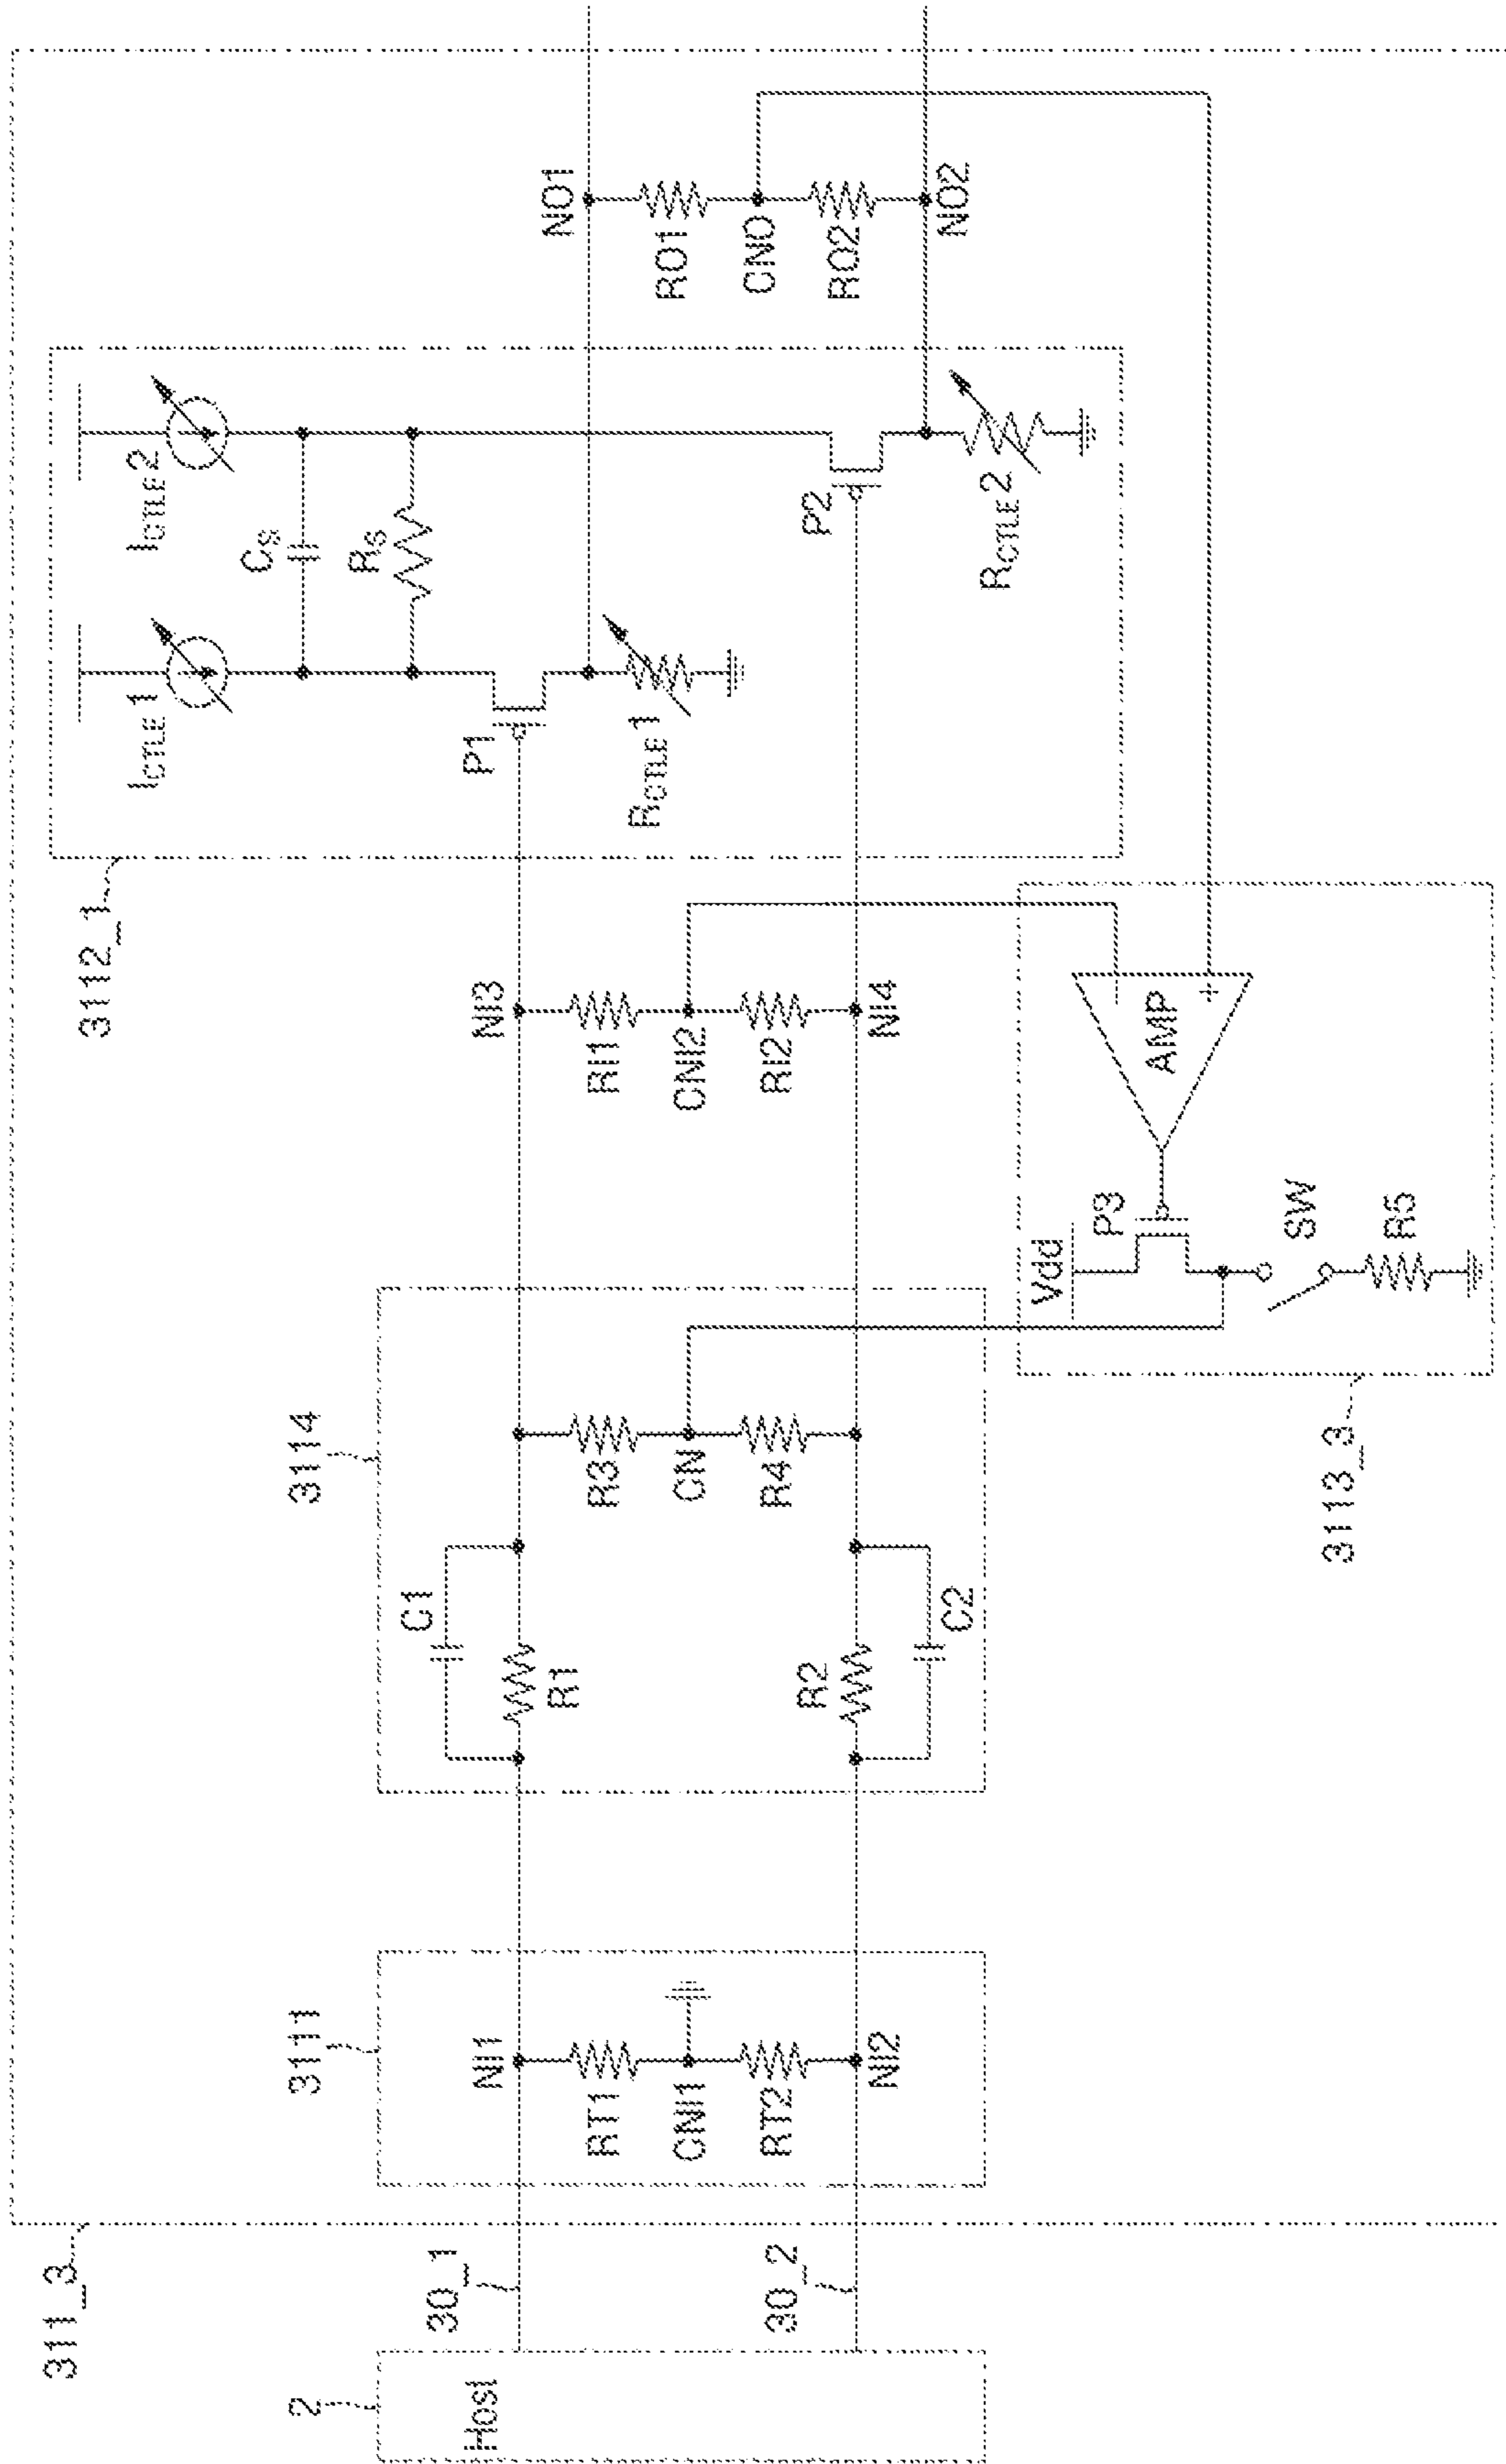 311_3
2
Host
30_1
30_2
3111
NI1
RT1
CNI1
RT2
NI2
3114
C1
R1
R2
C2
R3
CN
R4
3113_3
Vdd
P3
SW
R5
AMP
-
+
NI3
RI1
CNI2
RI2
NI4
3112_1
ICTLE1
ICTLE2
CS
RS
P1
RCTLE1
P2
RCTLE2
NO1
RO1
CNO
RO2
NO2